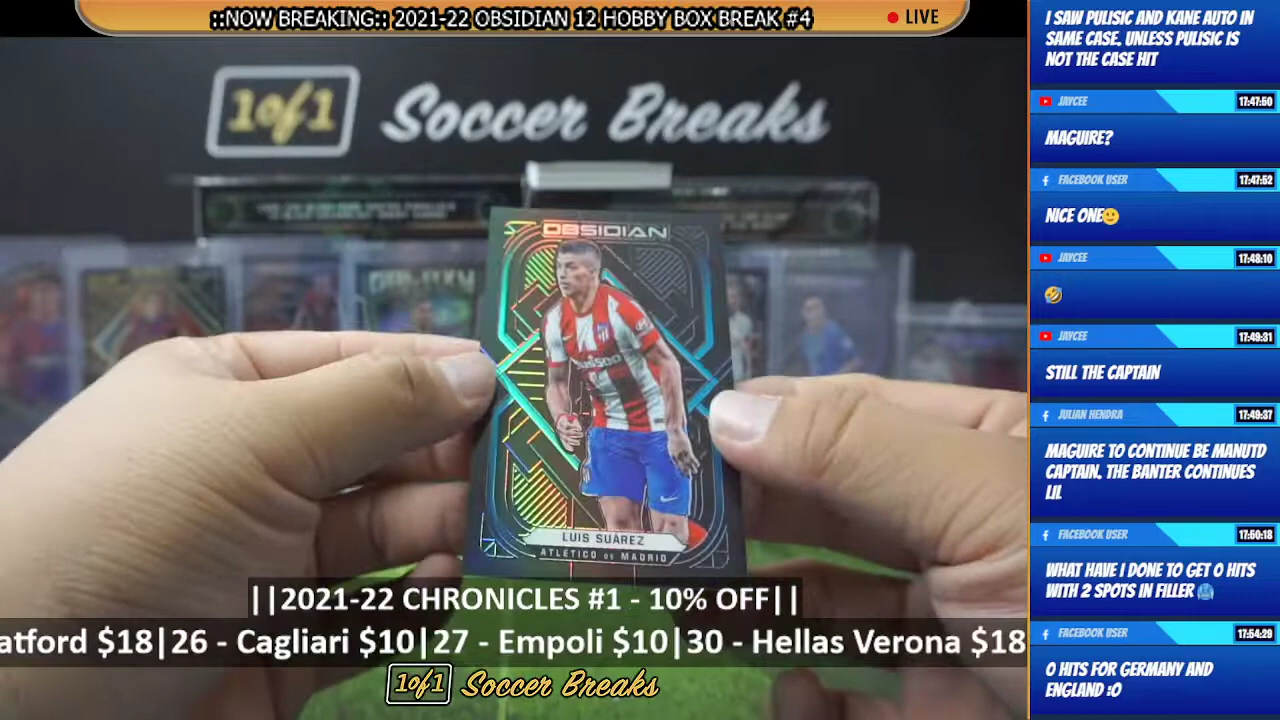 ::NOW BREAKING:: 2021-22 OBSIDIAN 12 HOBBY BOX BREAK #4
LIVE
1of1 Soccer Breaks
OBSIDIAN
LUIS SUÁREZ
ATLÉTICO DE MADRID
||2021-22 CHRONICLES #1 - 10% OFF||
atford $18|26 - Cagliari $10|27 - Empoli $10|30 - Hellas Verona $18
1of1 Soccer Breaks
I SAW PULISIC AND KANE AUTO IN
SAME CASE. UNLESS PULISIC IS
NOT THE CASE HIT
JAYCEE 17:47:50
MAGUIRE?
FACEBOOK USER 17:47:52
NICE ONE🙂
JAYCEE 17:48:10
🤣
JAYCEE 17:49:31
STILL THE CAPTAIN
JULIAN HENDRA 17:49:37
MAGUIRE TO CONTINUE BE MANUTD
CAPTAIN. THE BANTER CONTINUES
LIL
FACEBOOK USER 17:50:18
WHAT HAVE I DONE TO GET 0 HITS
WITH 2 SPOTS IN FILLER 🥶
FACEBOOK USER 17:54:29
0 HITS FOR GERMANY AND
ENGLAND :O